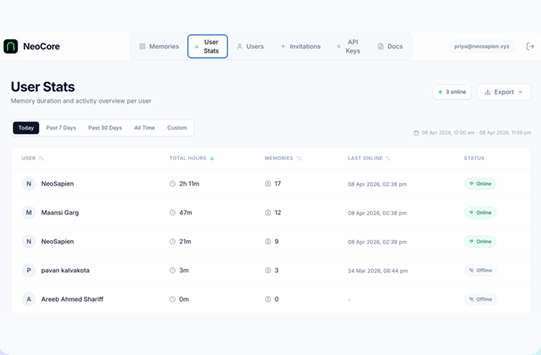 NeoCore
Memories
User Stats
Users
Invitations
API Keys
Docs
priya@neosapien.xyz
User Stats
Memory duration and activity overview per user
3 online
Export
Today Past 7 Days Past 30 Days All Time Custom
08 Apr 2026, 12:00 am - 08 Apr 2026, 11:59 pm
USER TOTAL HOURS MEMORIES LAST ONLINE STATUS
N NeoSapien 2h 11m 17 08 Apr 2026, 02:38 pm Online
M Maansi Garg 47m 12 08 Apr 2026, 02:38 pm Online
N NeoSapien 21m 9 08 Apr 2026, 02:38 pm Online
P pavan kalvakota 3m 3 24 Mar 2026, 08:44 pm Offline
A Areeb Ahmed Shariff 0m 0 - Offline